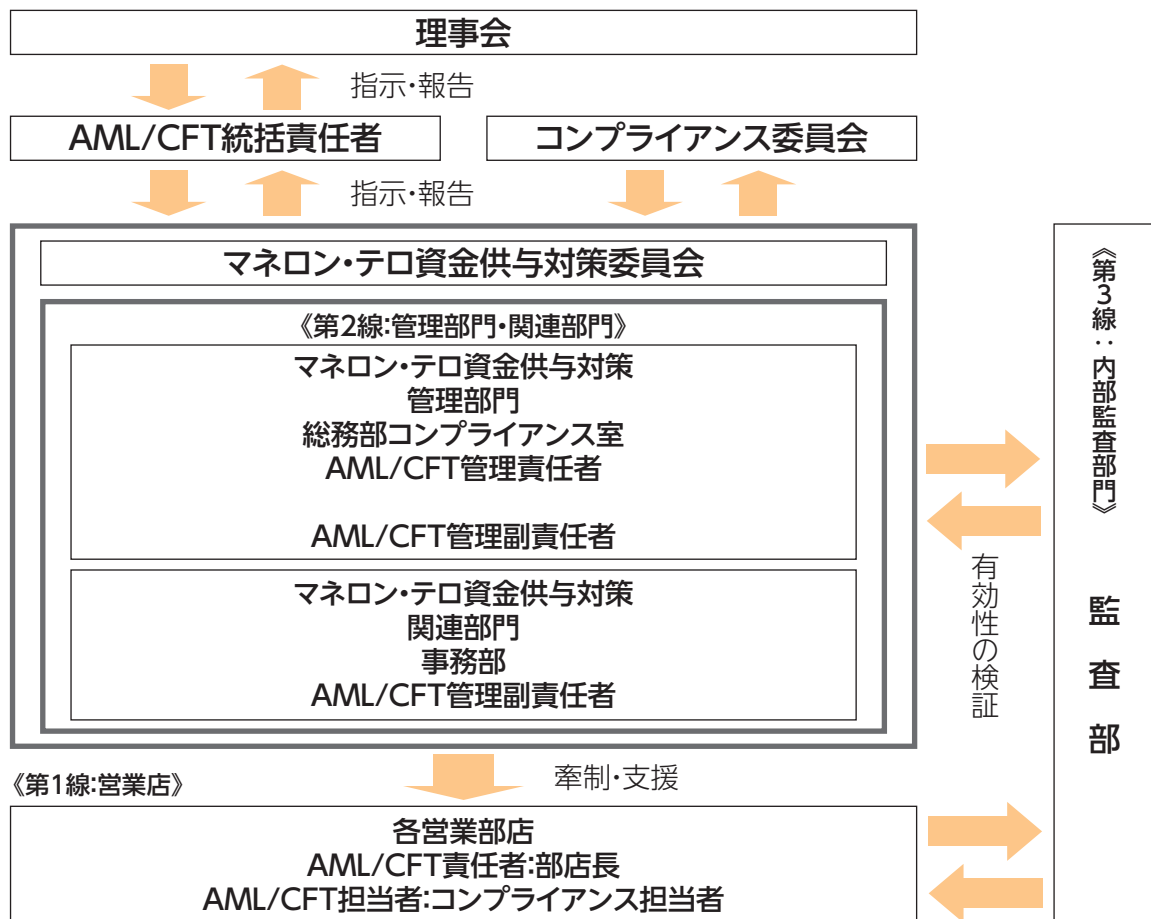 理事会
指示・報告
AML/CFT統括責任者
コンプライアンス委員会
指示・報告
マネロン・テロ資金供与対策委員会
《第2線:管理部門・関連部門》
マネロン・テロ資金供与対策
管理部門
総務部コンプライアンス室
AML/CFT管理責任者
AML/CFT管理副責任者
マネロン・テロ資金供与対策
関連部門
事務部
AML/CFT管理副責任者
有効性の検証
《第3線:内部監査部門》
監査部
牽制・支援
《第1線:営業店》
各営業部店
AML/CFT責任者:部店長
AML/CFT担当者:コンプライアンス担当者